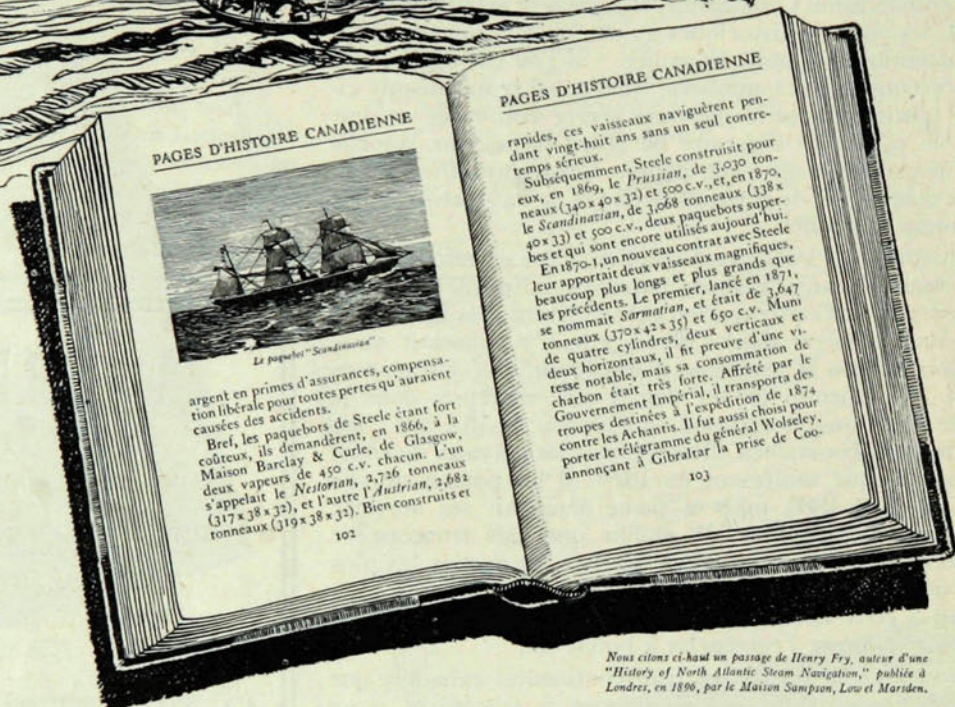 PAGES D'HISTOIRE CANADIENNE
Le paquebot "Scandinavian"
argent en primes d'assurances, compensa-
tion libérale pour toutes pertes qu'auraient
causées des accidents.
Bref, les paquebots de Steele étant fort
coûteux, ils demandèrent, en 1866, à la
Maison Barclay & Curle, de Glasgow,
deux vapeurs de 450 c.v. chacun. L'un
s'appelait le Nestorian, 2,726 tonneaux
(317 x 38 x 32), et l'autre l'Austrian, 2,682
tonneaux (319 x 38 x 32). Bien construits et
102
PAGES D'HISTOIRE CANADIENNE
rapides, ces vaisseaux naviguèrent pen-
dant vingt-huit ans sans un seul contre-
temps sérieux.
Subséquemment, Steele construisit pour
eux, en 1869, le Prussian, de 3,030 ton-
neaux (340 x 40 x 32) et 500 c.v., et, en 1870,
le Scandinavian, de 3,068 tonneaux (338 x
40 x 33) et 500 c.v., deux paquebots super-
bes et qui sont encore utilisés aujourd'hui.
En 1870-1, un nouveau contrat avec Steele
leur apportait deux vaisseaux magnifiques,
beaucoup plus longs et plus grands que
les précédents. Le premier, lancé en 1871,
se nommait Sarmatian, et était de 3,647
tonneaux (370 x 42 x 35) et 650 c.v. Muni
de quatre cylindres, deux verticaux et
deux horizontaux, il fit preuve d'une vi-
tesse notable, mais sa consommation de
charbon était très forte. Affrété par le
Gouvernement Impérial, il transporta des
troupes destinées à l'expédition de 1874
contre les Achantis. Il fut aussi choisi pour
porter le télégramme du général Wolseley,
annonçant à Gibraltar la prise de Coo-
103
Nous citons ci-haut un passage de Henry Fry, auteur d'une
"History of North Atlantic Steam Navigation," publiée à
Londres, en 1896, par le Maison Sampson, Low et Marsden.